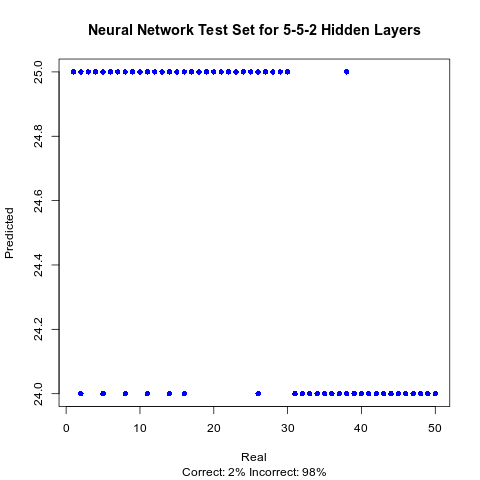 Neural Network Test Set for 5-5-2 Hidden Layers
Predicted
25.0
24.8
24.6
24.4
24.2
24.0
0 10 20 30 40 50
Real
Correct: 2% Incorrect: 98%